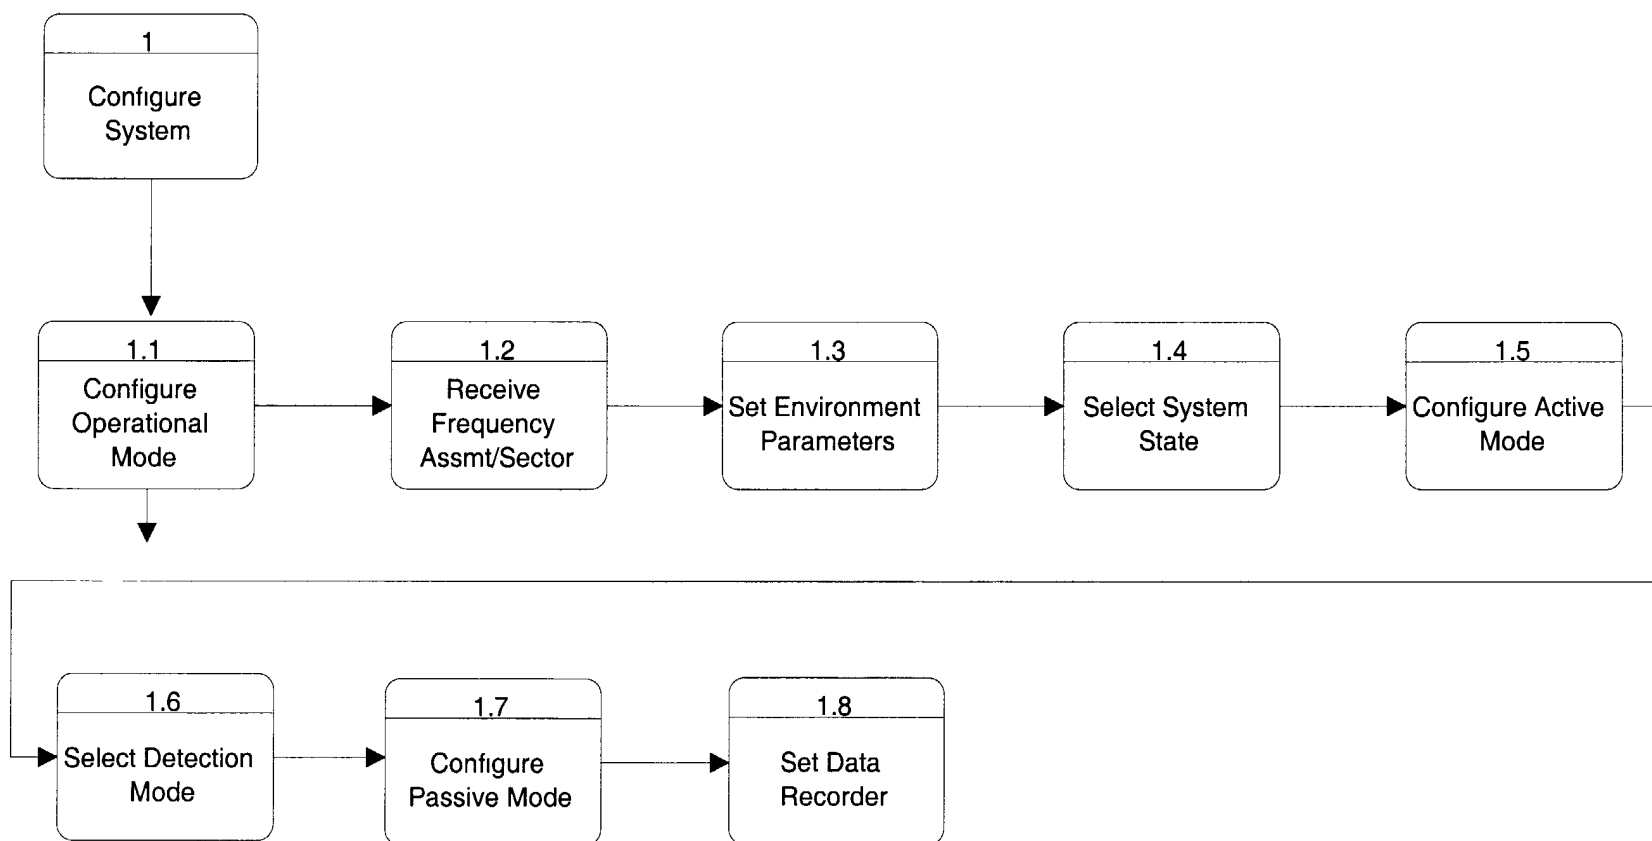 1
Configure
System
1.1
Configure
Operational
Mode
1.2
Receive
Frequency
Assmt/Sector
1.3
Set Environment
Parameters
1.4
Select System
State
1.5
Configure Active
Mode
1.6
Select Detection
Mode
1.7
Configure
Passive Mode
1.8
Set Data
Recorder